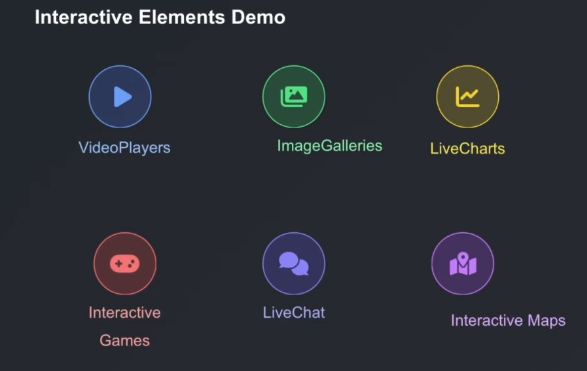 Interactive Elements Demo
VideoPlayers
ImageGalleries
LiveCharts
Interactive
Games
LiveChat
Interactive Maps